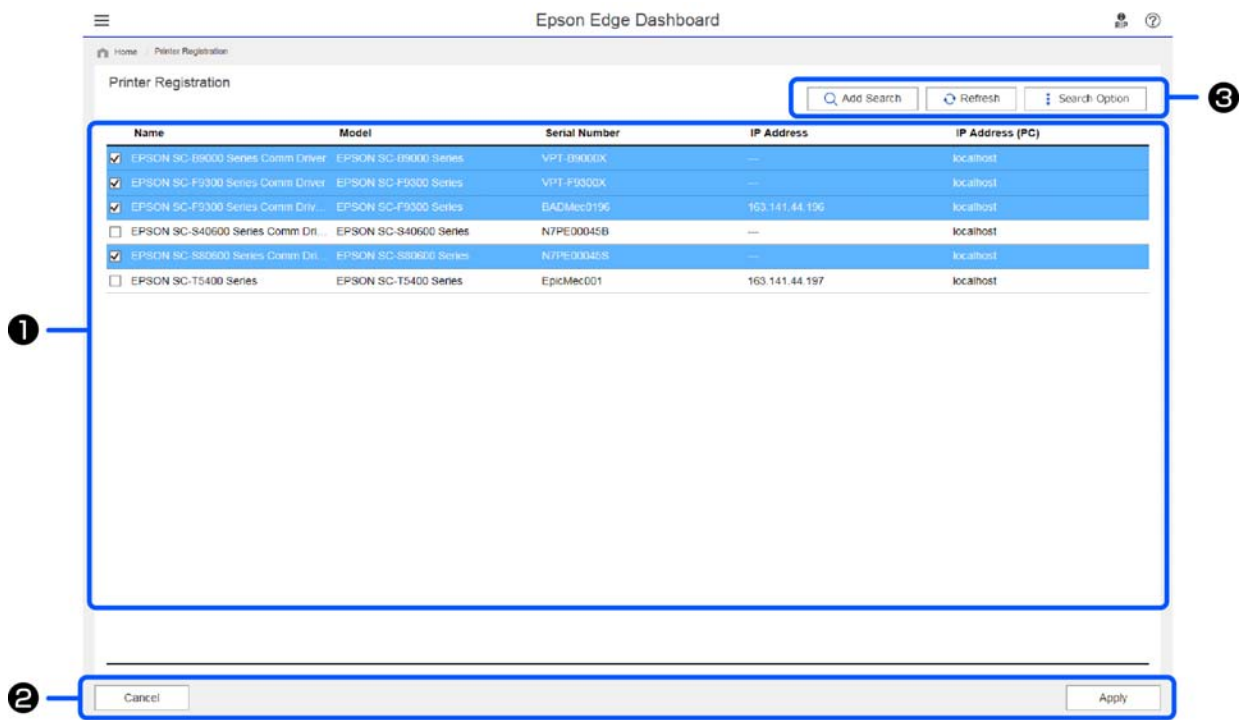 Epson Edge Dashboard
Home / Printer Registration
Printer Registration
Add Search Refresh Search Option
❸
Name Model Serial Number IP Address IP Address (PC)
EPSON SC-B9000 Series Comm Driver EPSON SC-B9000 Series VPT-B9000X --- localhost
EPSON SC-F9300 Series Comm Driver EPSON SC-F9300 Series VPT-F9300X --- localhost
EPSON SC-F9300 Series Comm Driv... EPSON SC-F9300 Series BADMec0196 163.141.44.196 localhost
EPSON SC-S40600 Series Comm Dri... EPSON SC-S40600 Series N7PE00045B --- localhost
EPSON SC-S80600 Series Comm Dri... EPSON SC-S80600 Series N7PE00045S --- localhost
EPSON SC-T5400 Series EPSON SC-T5400 Series EpicMec001 163.141.44.197 localhost
❶
❷
Cancel Apply